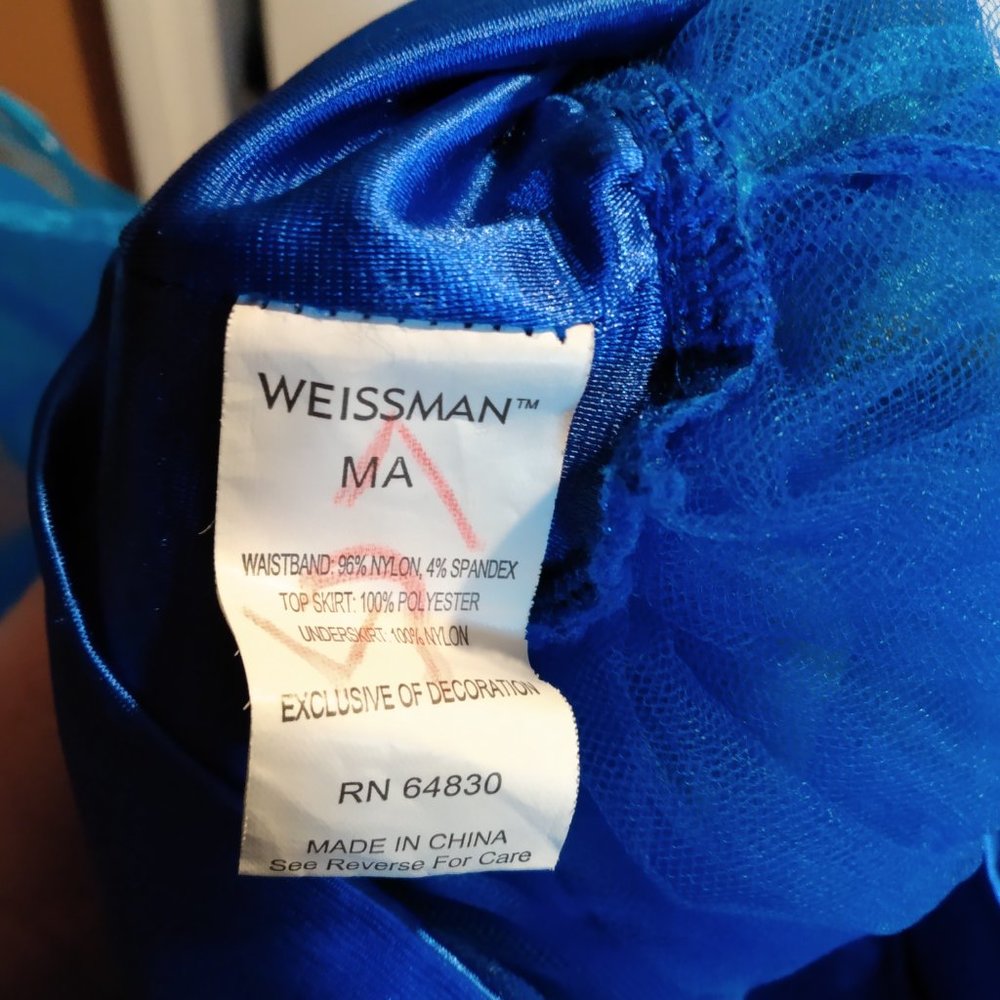 WEISSMAN™
MA
WAISTBAND: 96% NYLON, 4% SPANDEX
TOP SKIRT: 100% POLYESTER
UNDERSKIRT: 100% NYLON
EXCLUSIVE OF DECORATION
RN 64830
MADE IN CHINA
See Reverse For Care